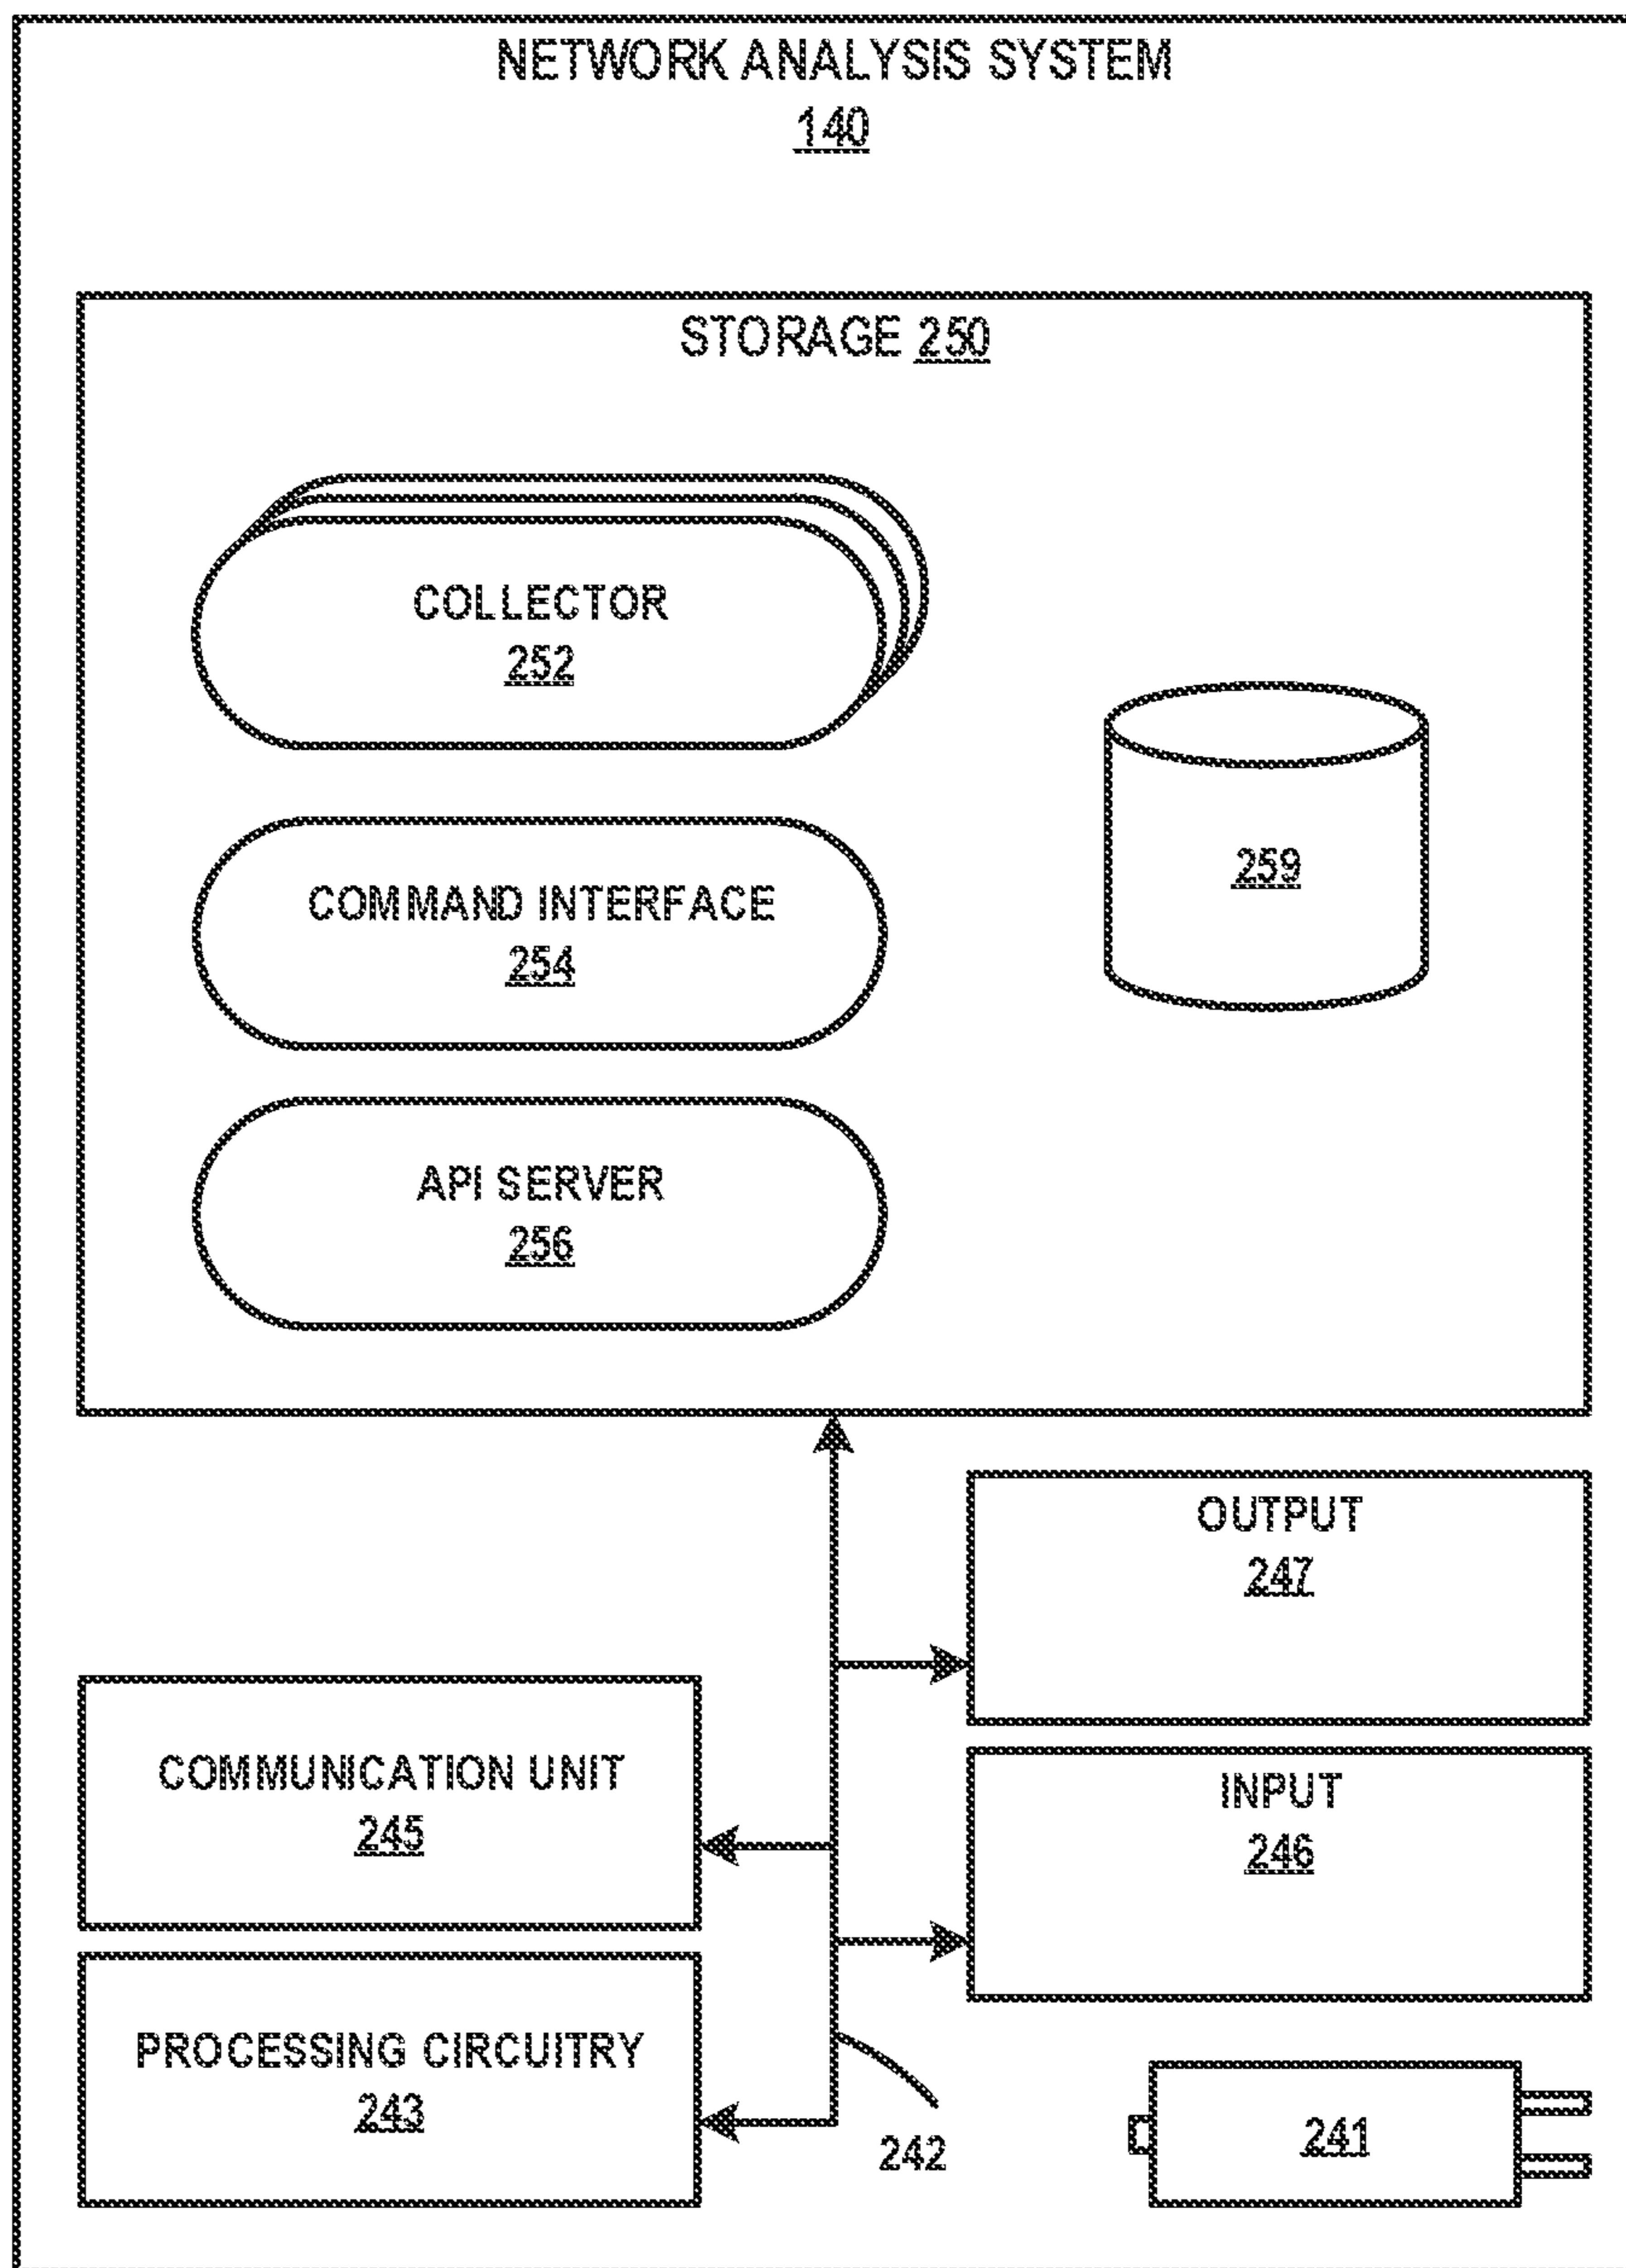 NETWORK ANALYSIS SYSTEM
140
STORAGE 250
COLLECTOR
252
COMMAND INTERFACE
254
API SERVER
256
259
OUTPUT
247
COMMUNICATION UNIT
245
INPUT
246
PROCESSING CIRCUITRY
243
242
241